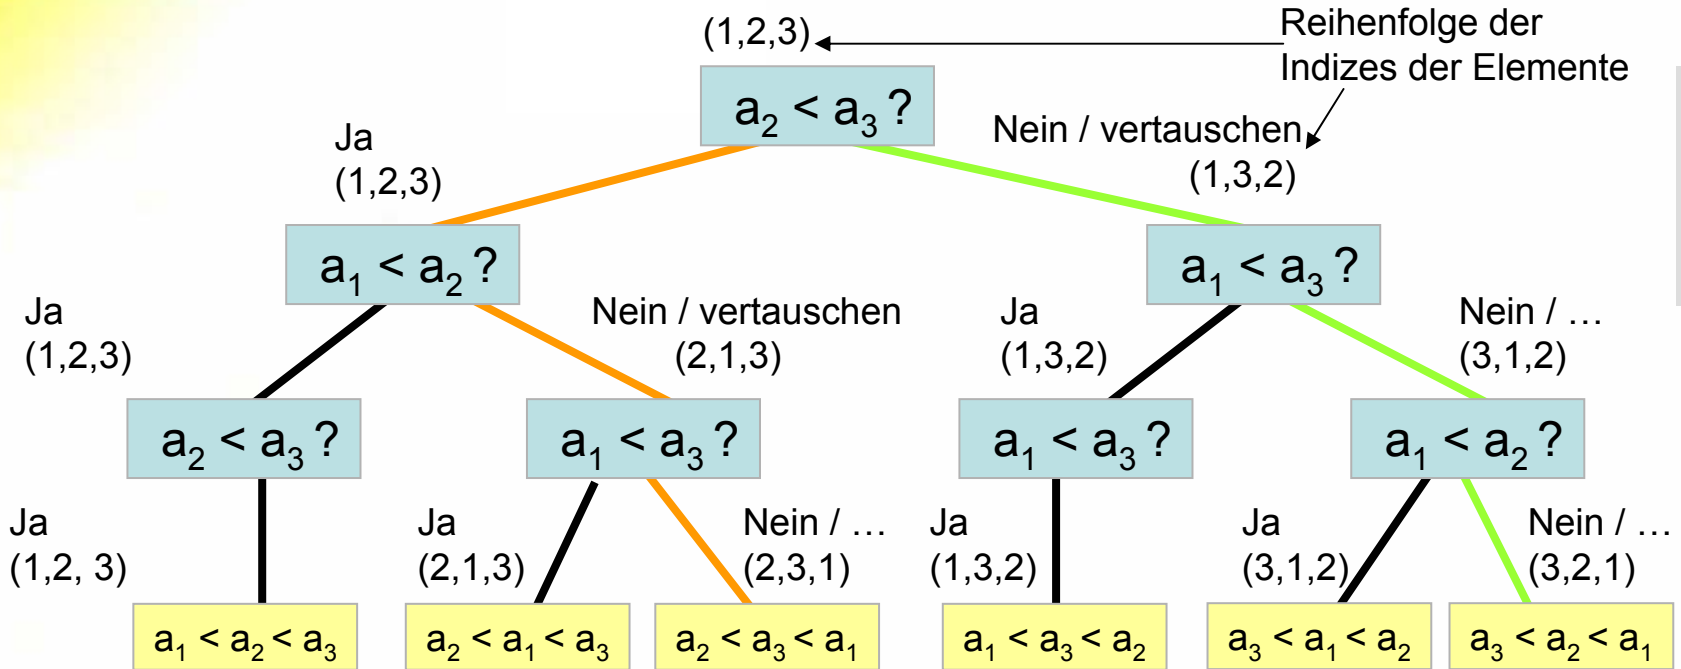 (1,2,3)
Reihenfolge der
Indizes der Elemente
a₂ < a₃ ?
Ja
(1,2,3)
Nein / vertauschen
(1,3,2)
a₁ < a₂ ?
a₁ < a₃ ?
Ja
(1,2,3)
Nein / vertauschen
(2,1,3)
Ja
(1,3,2)
Nein / …
(3,1,2)
a₂ < a₃ ?
a₁ < a₃ ?
a₁ < a₃ ?
a₁ < a₂ ?
Ja
(1,2, 3)
Ja
(2,1,3)
Nein / …
(2,3,1)
Ja
(1,3,2)
Ja
(3,1,2)
Nein / …
(3,2,1)
a₁ < a₂ < a₃
a₂ < a₁ < a₃
a₂ < a₃ < a₁
a₁ < a₃ < a₂
a₃ < a₁ < a₂
a₃ < a₂ < a₁